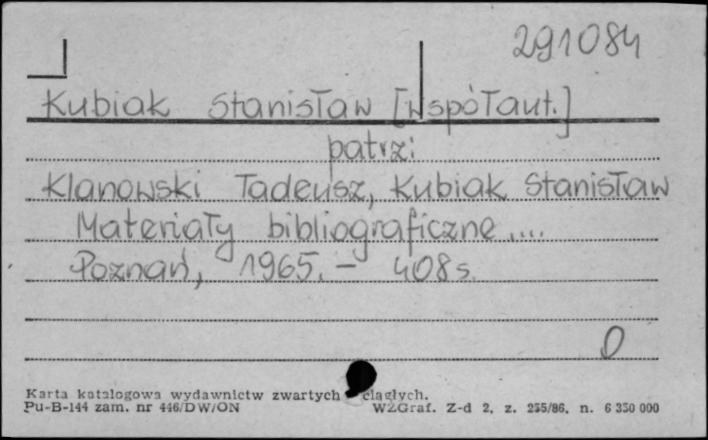 291084
Kubiak Stanisław [współaut.]
patrz:
Klanowski Tadeusz, Kubiak Stanisław
Materiały bibliograficzne....
Poznań, 1965. - 408 s.
0
Karta katalogowa wydawnictw zwartych ciągłych.
Pu-B-144 zam. nr 446/DW/ON WZGraf. Z-d 2, z. 255/86, n. 6 350 000